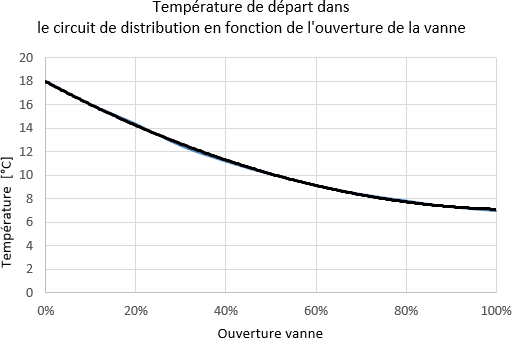 Température de départ dans
le circuit de distribution en fonction de l'ouverture de la vanne
20
18
16
14
12
10
8
6
4
2
0
Température [°C]
0% 20% 40% 60% 80% 100%
Ouverture vanne